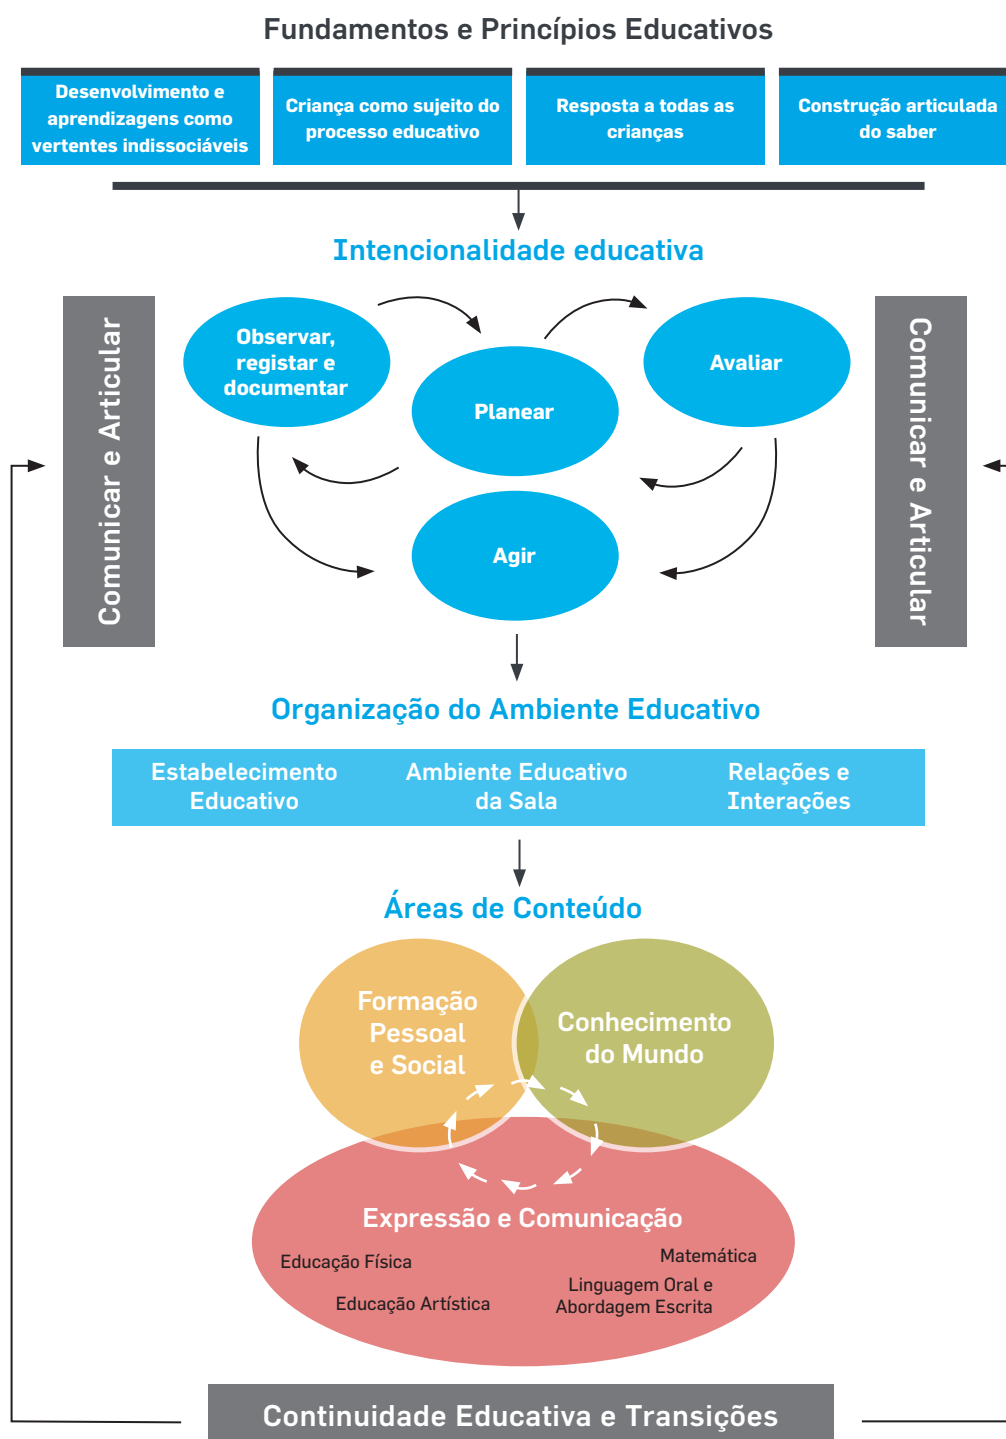 Fundamentos e Princípios Educativos
Desenvolvimento e
aprendizagens como
vertentes indissociáveis
Criança como sujeito do
processo educativo
Resposta a todas as
crianças
Construção articulada
do saber
Intencionalidade educativa
Comunicar e Articular
Observar,
registar e
documentar
Planear
Avaliar
Agir
Comunicar e Articular
Organização do Ambiente Educativo
Estabelecimento
Educativo
Ambiente Educativo
da Sala
Relações e
Interações
Áreas de Conteúdo
Formação
Pessoal
e Social
Conhecimento
do Mundo
Expressão e Comunicação
Educação Física
Educação Artística
Matemática
Linguagem Oral e
Abordagem Escrita
Continuidade Educativa e Transições